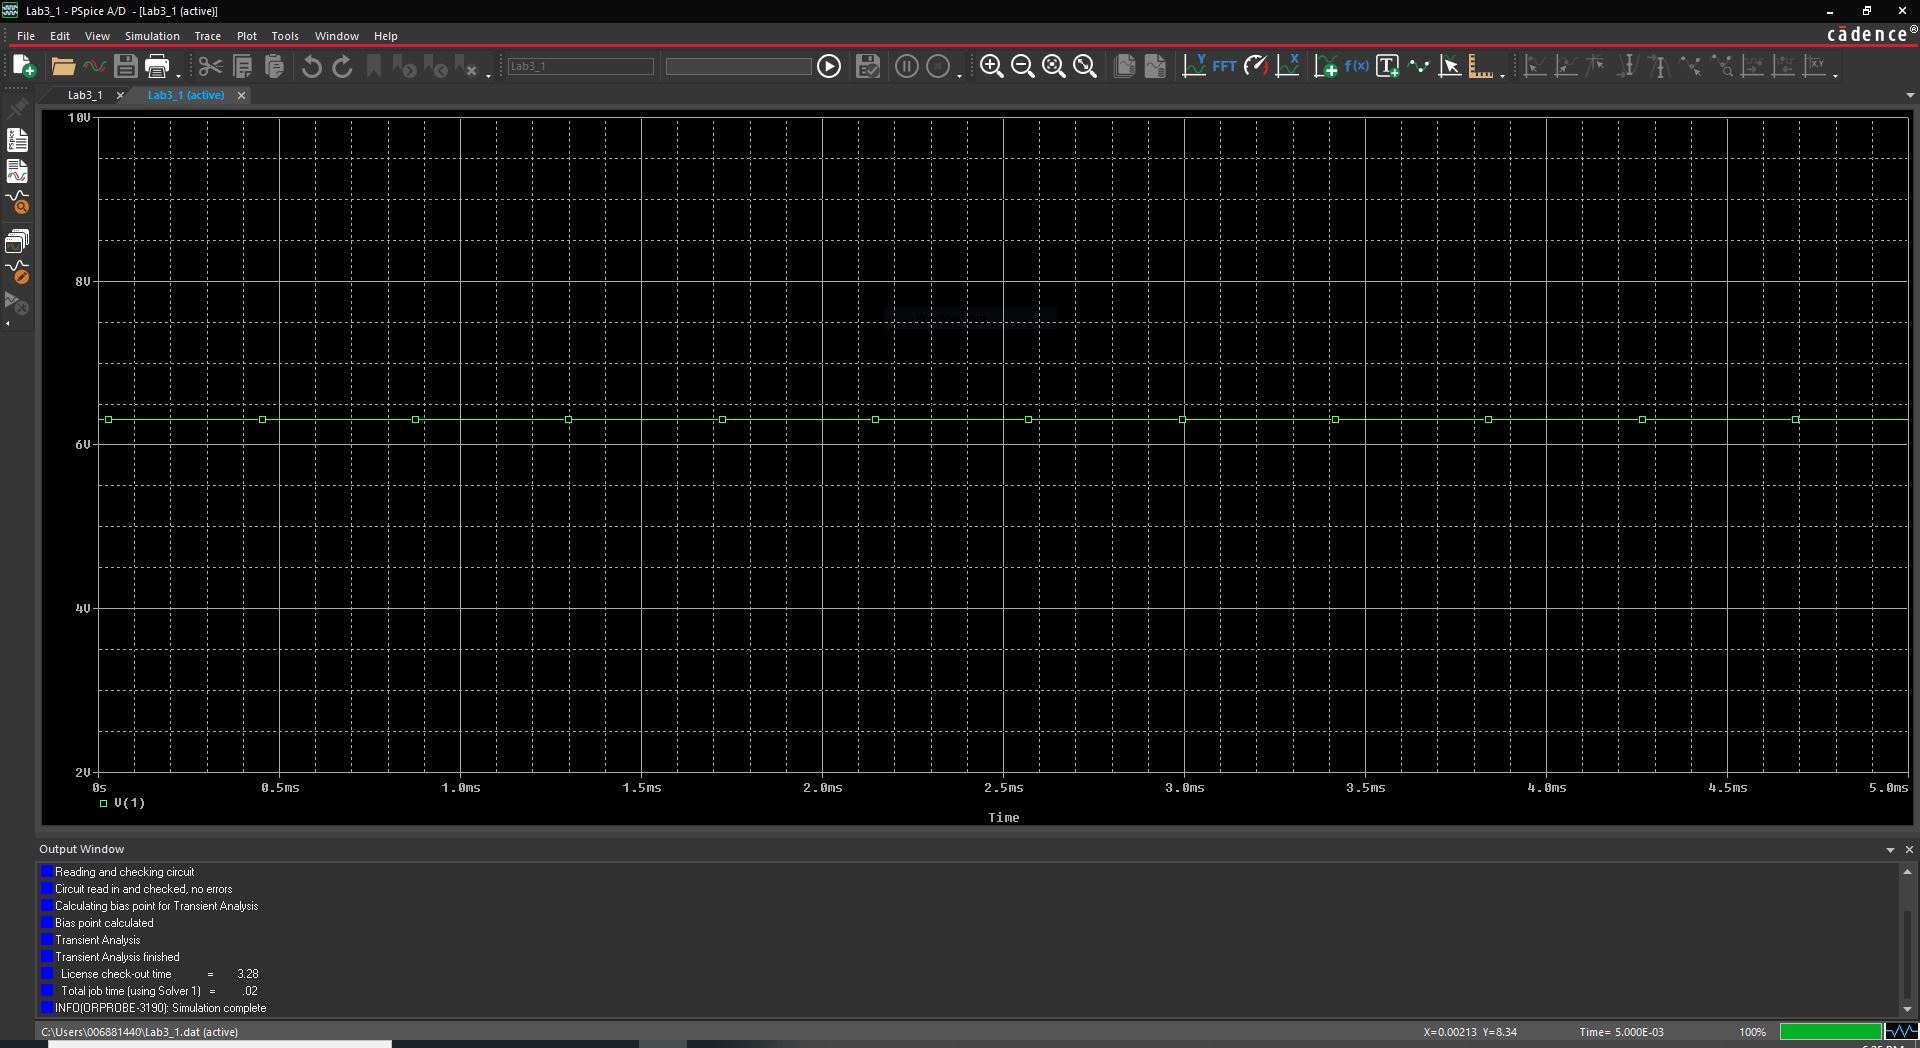 Lab3_1 - PSpice A/D - [Lab3_1 (active)]
File Edit View Simulation Trace Plot Tools Window Help
cādence®
Lab3_1
Y FFT X f(x) T X,Y
Lab3_1 Lab3_1 (active)
PSpice
10V
8V
6V
4V
2V
0s 0.5ms 1.0ms 1.5ms 2.0ms 2.5ms 3.0ms 3.5ms 4.0ms 4.5ms 5.0ms
V(1)
Time
Output Window
Reading and checking circuit
Circuit read in and checked, no errors
Calculating bias point for Transient Analysis
Bias point calculated
Transient Analysis
Transient Analysis finished
License check-out time = 3.28
Total job time (using Solver 1) = .02
INFO(ORPROBE-3190): Simulation complete
C:\Users\006881440\Lab3_1.dat (active) X=0.00213 Y=8.34 Time= 5.000E-03 100%